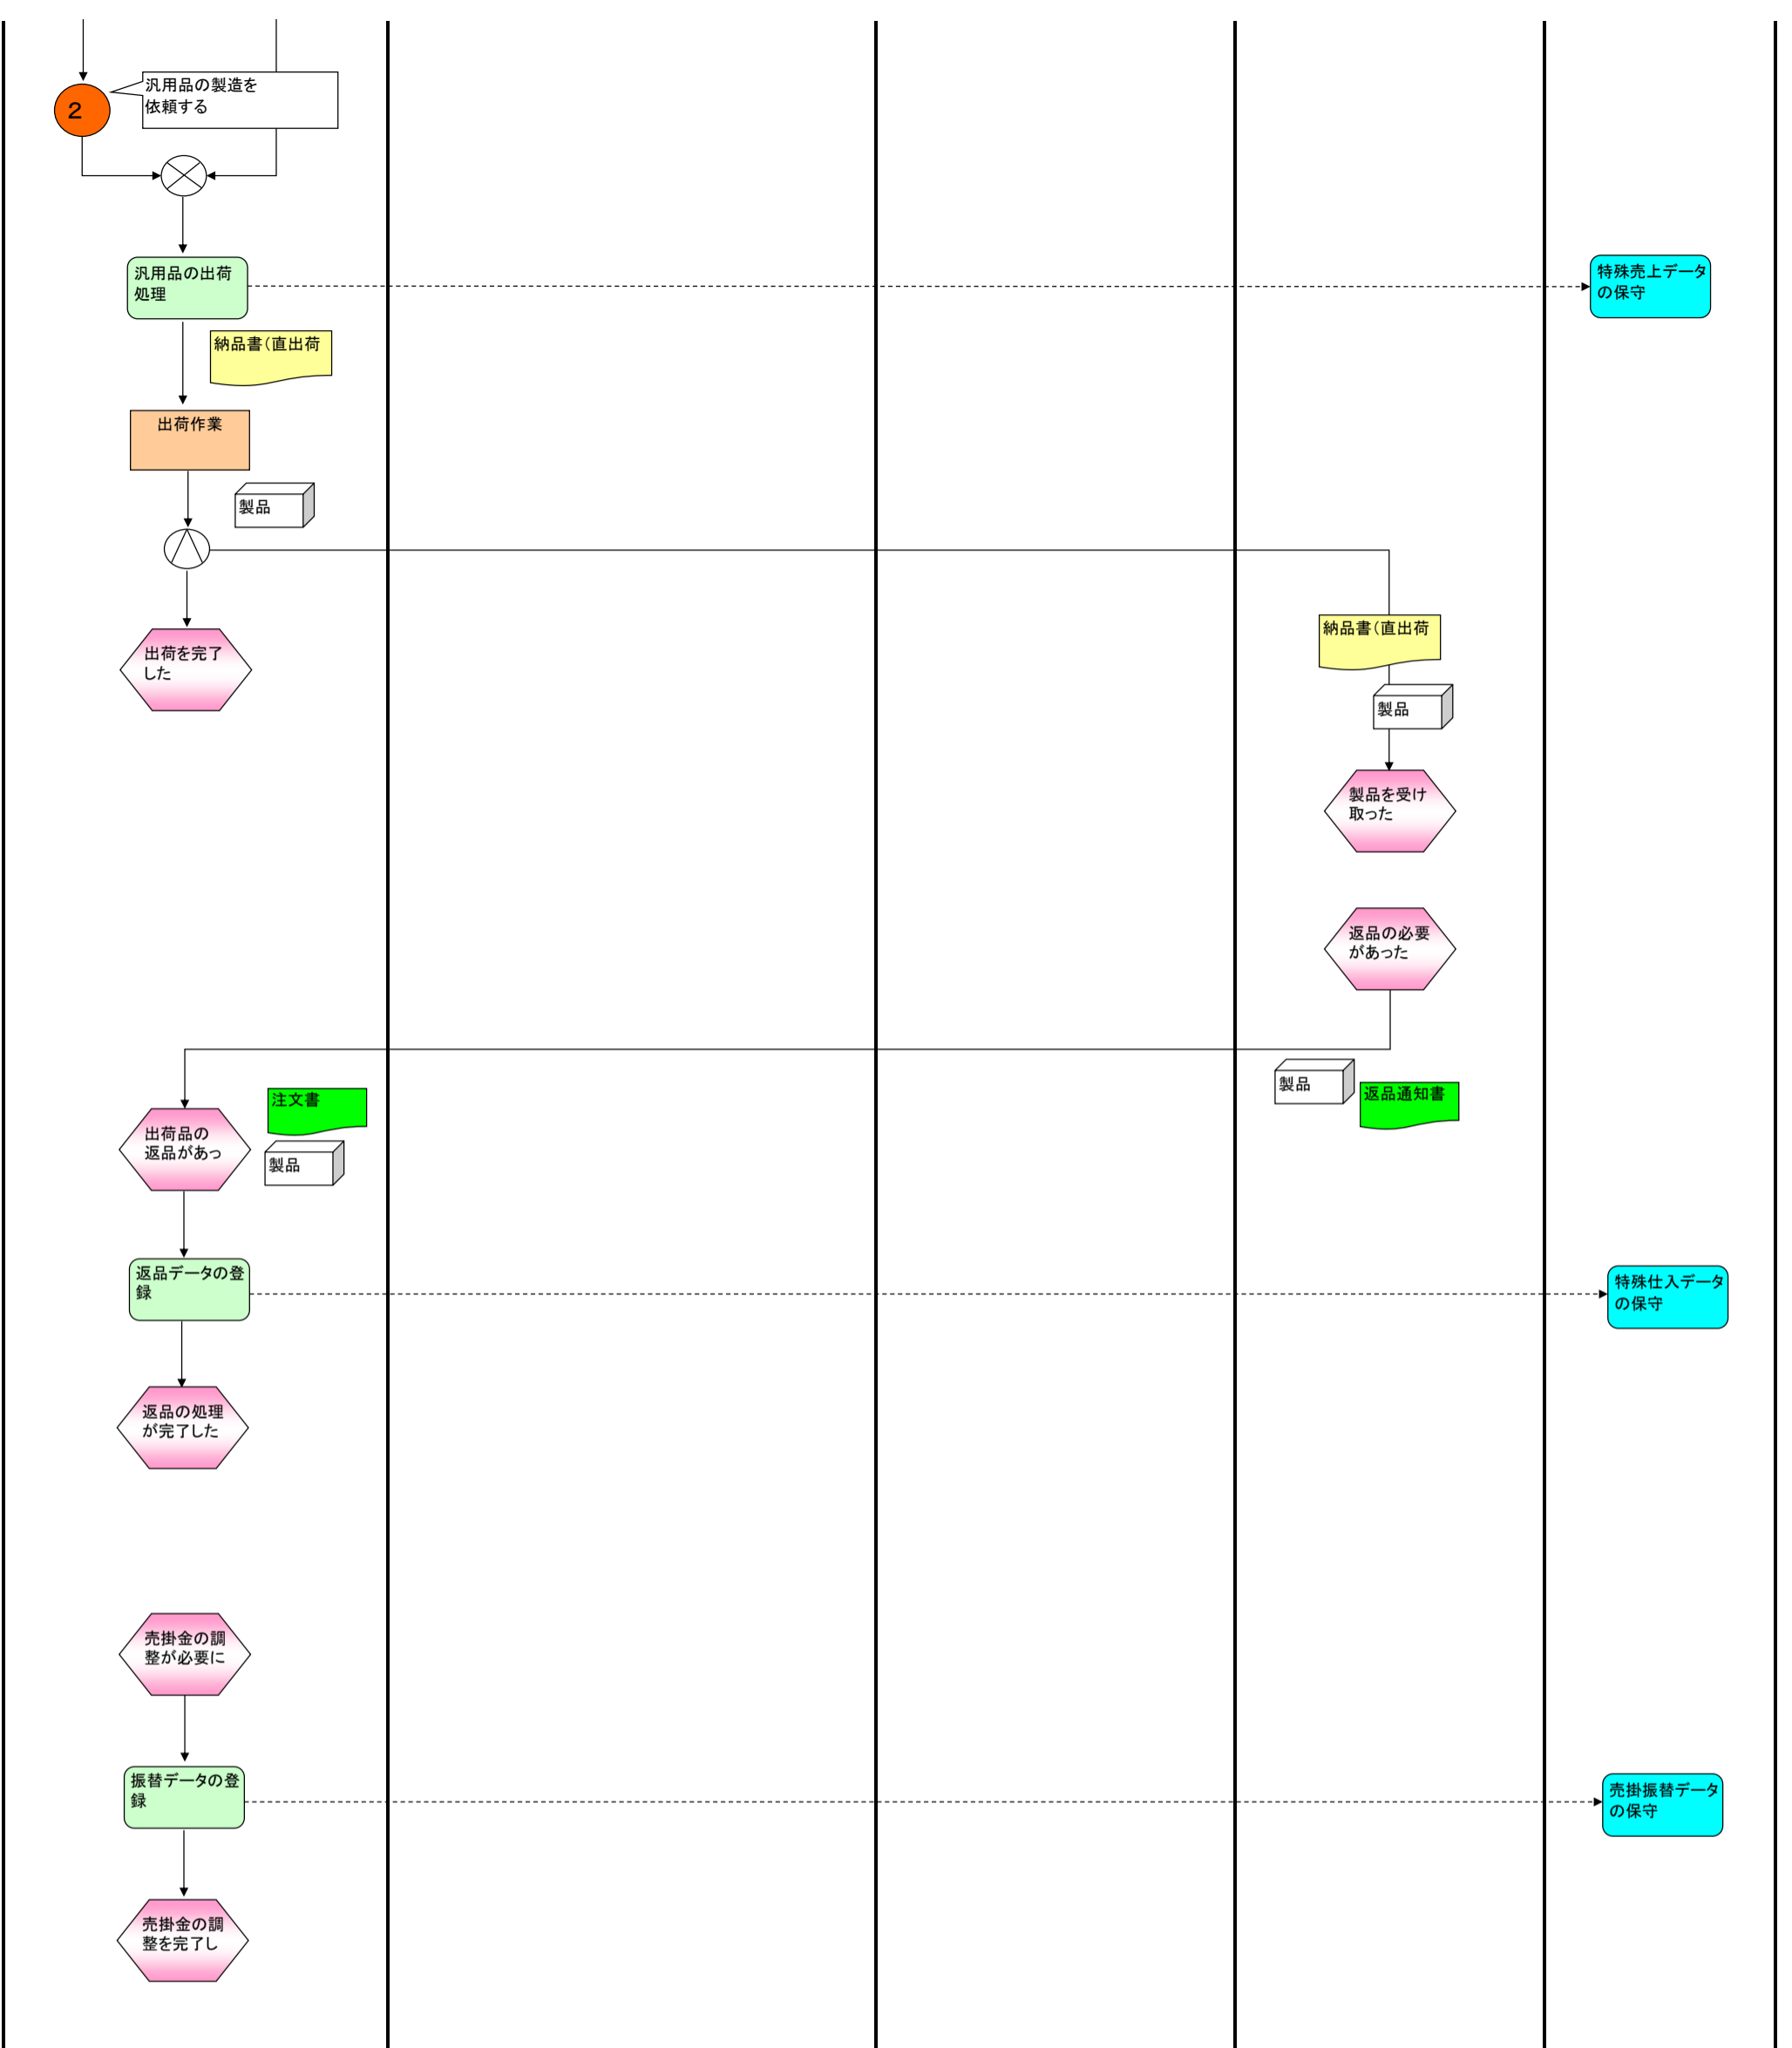 汎用品の製造を
依頼する
２
汎用品の出荷
処理
特殊売上データ
の保守
納品書（直出荷
出荷作業
製品
出荷を完了
した
納品書（直出荷
製品
製品を受け
取った
返品の必要
があった
製品
返品通知書
注文書
出荷品の
返品があっ
製品
返品データの登
録
特殊仕入データ
の保守
返品の処理
が完了した
売掛金の調
整が必要に
振替データの登
録
売掛振替データ
の保守
売掛金の調
整を完了し